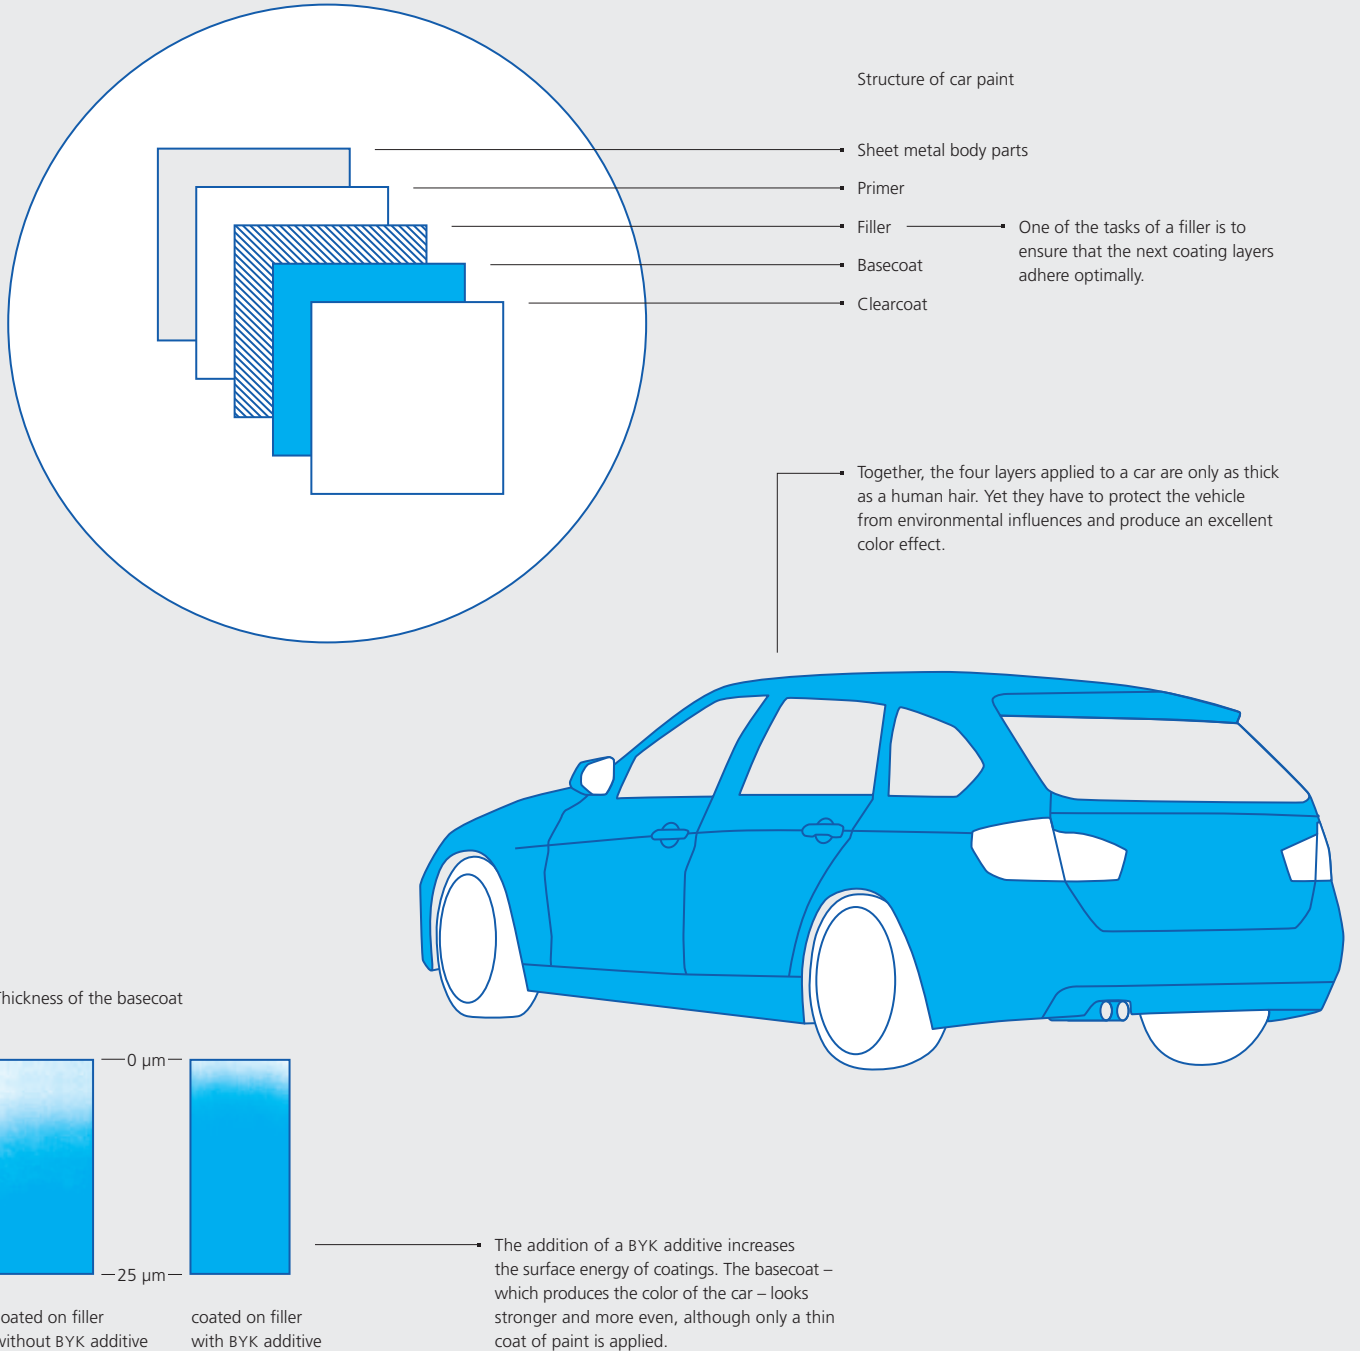 Structure of car paint
Sheet metal body parts
Primer
Filler
One of the tasks of a filler is to
ensure that the next coating layers
adhere optimally.
Basecoat
Clearcoat
Together, the four layers applied to a car are only as thick
as a human hair. Yet they have to protect the vehicle
from environmental influences and produce an excellent
color effect.
Thickness of the basecoat
0 µm
25 µm
oated on filler
without BYK additive
coated on filler
with BYK additive
The addition of a BYK additive increases
the surface energy of coatings. The basecoat –
which produces the color of the car – looks
stronger and more even, although only a thin
coat of paint is applied.